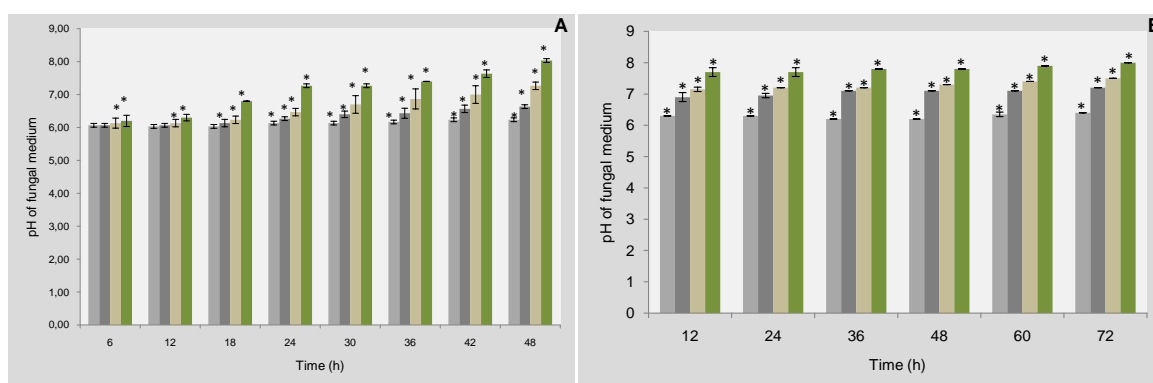 A
9,00
8,00
7,00
6,00
5,00
4,00
3,00
2,00
1,00
0,00
pH of fungal medium
* * * * * * * * * * * * * * * * * * * * * * * * *
6 12 18 24 30 36 42 48
Time (h)
B
9
8
7
6
5
4
3
2
1
0
pH of fungal medium
* * * * * * * * * * * * * * * * * * * * * * * *
12 24 36 48 60 72
Time (h)